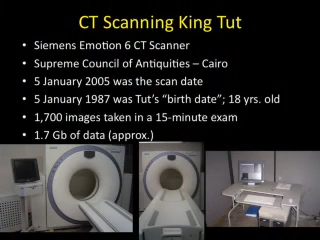 CT Scanning King Tut
• Siemens Emotion 6 CT Scanner
• Supreme Council of Antiquities – Cairo
• 5 January 2005 was the scan date
• 5 January 1987 was Tut's "birth date"; 18 yrs. old
• 1,700 images taken in a 15-minute exam
• 1.7 Gb of data (approx.)